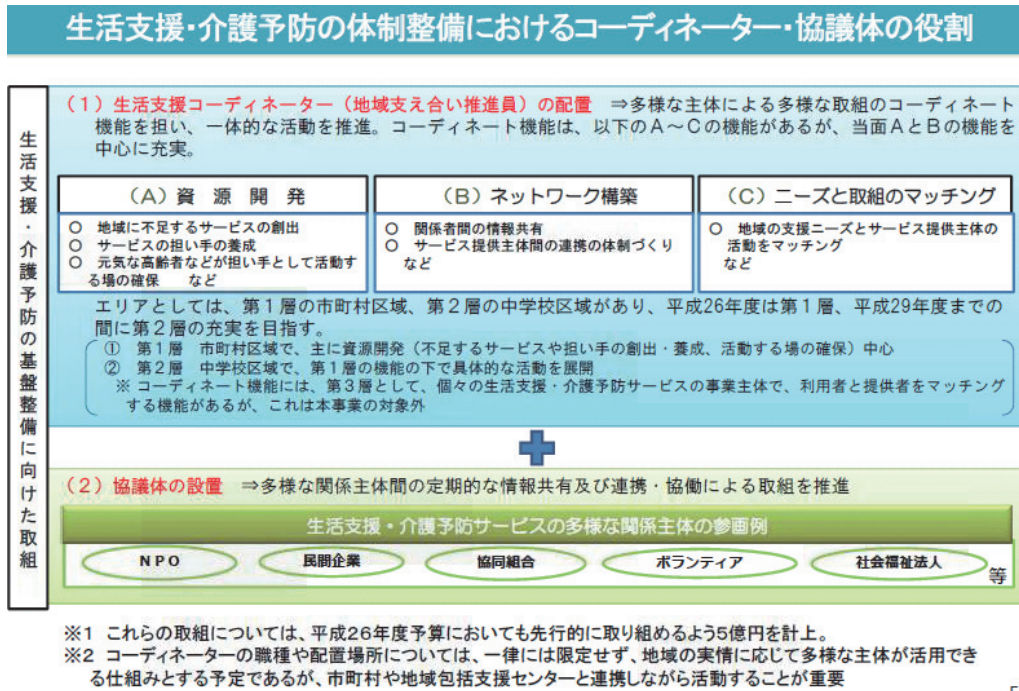 生活支援・介護予防の体制整備におけるコーディネーター・協議体の役割
生活支援・介護予防の基盤整備に向けた取組
（１）生活支援コーディネーター（地域支え合い推進員）の配置　⇒多様な主体による多様な取組のコーディネート
機能を担い、一体的な活動を推進。コーディネート機能は、以下のＡ～Ｃの機能があるが、当面ＡとＢの機能を
中心に充実。
（A）資　源　開　発
○　地域に不足するサービスの創出
○　サービスの担い手の養成
○　元気な高齢者などが担い手として活動す
る場の確保　　など
（B）ネットワーク構築
○　関係者間の情報共有
○　サービス提供主体間の連携の体制づくり
など
（C）ニーズと取組のマッチング
○　地域の支援ニーズとサービス提供主体の
活動をマッチング
など
エリアとしては、第１層の市町村区域、第２層の中学校区域があり、平成26年度は第１層、平成29年度までの
間に第２層の充実を目指す。
①　第１層　市町村区域で、主に資源開発（不足するサービスや担い手の創出・養成、活動する場の確保）中心
②　第２層　中学校区域で、第１層の機能の下で具体的な活動を展開
※ コーディネート機能には、第３層として、個々の生活支援・介護予防サービスの事業主体で、利用者と提供者をマッチング
する機能があるが、これは本事業の対象外
（２）協議体の設置　⇒多様な関係主体間の定期的な情報共有及び連携・協働による取組を推進
生活支援・介護予防サービスの多様な関係主体の参画例
ＮＰＯ
民間企業
協同組合
ボランティア
社会福祉法人
等
※1　これらの取組については、平成26年度予算においても先行的に取り組めるよう5億円を計上。
※2　コーディネーターの職種や配置場所については、一律には限定せず、地域の実情に応じて多様な主体が活用でき
る仕組みとする予定であるが、市町村や地域包括支援センターと連携しながら活動することが重要